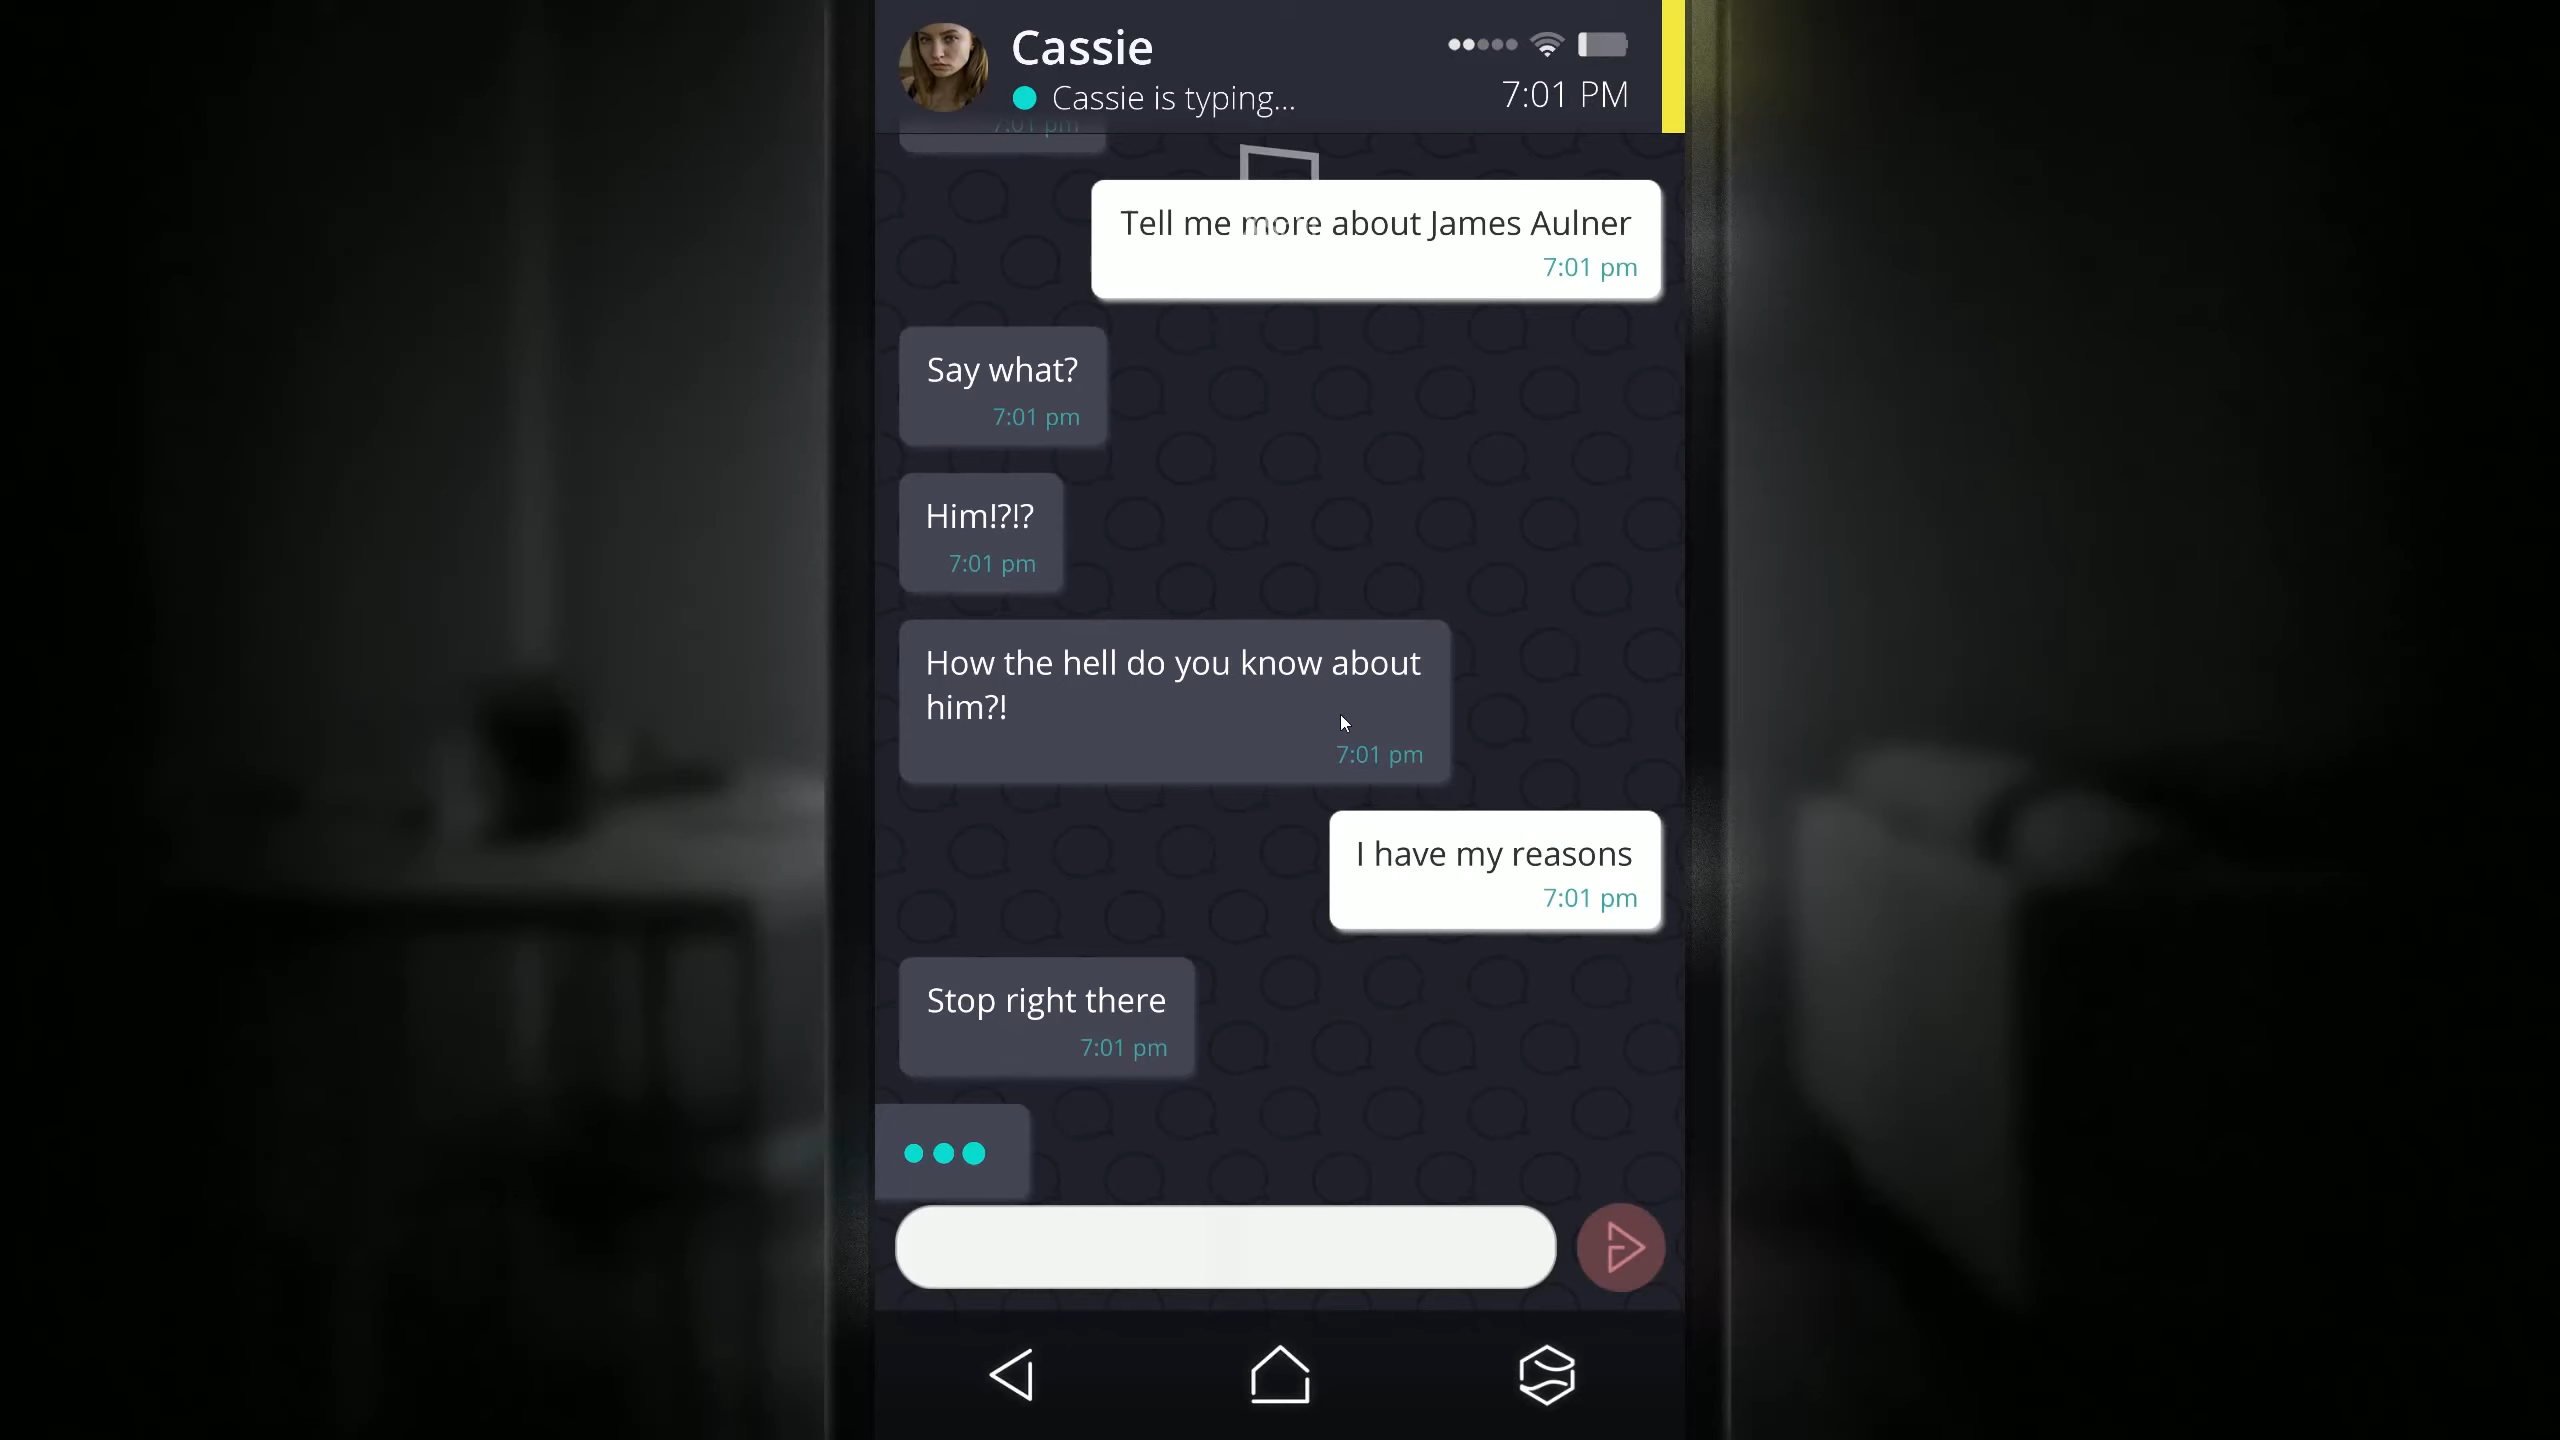 Cassie
Cassie is typing...
7:01 PM
7:01 pm
Tell me more about James Aulner
7:01 pm
Say what?
7:01 pm
Him!?!?
7:01 pm
How the hell do you know about
him?!
7:01 pm
I have my reasons
7:01 pm
Stop right there
7:01 pm